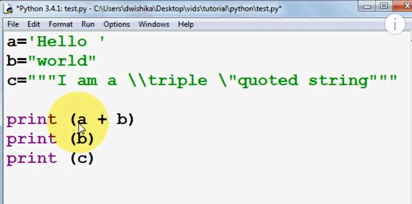 *Python 3.4.1: test.py - C:\Users\dwishika\Desktop\vids\tutorial\python\test.py*
File Edit Format Run Options Windows Help
a='Hello '
b="world"
c="""I am a \\triple \"quoted string"""
print (a + b)
print (b)
print (c)